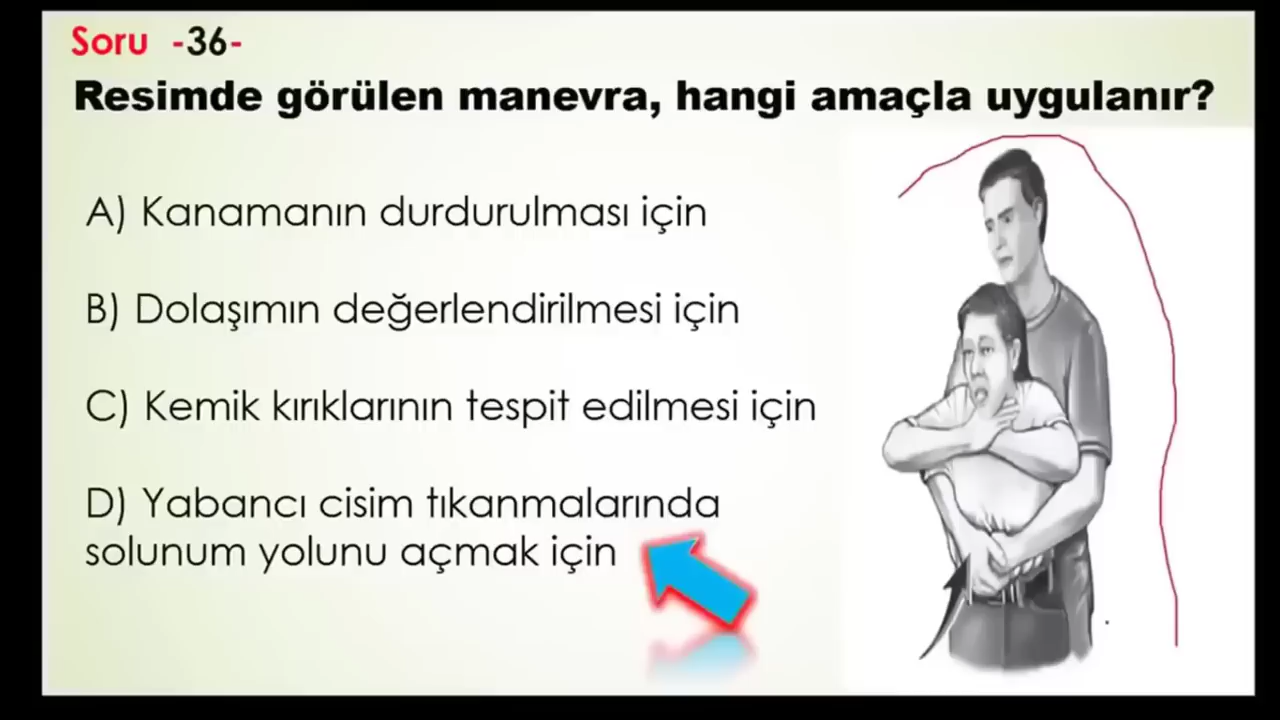 Soru -36-
Resimde görülen manevra, hangi amaçla uygulanır?
A) Kanamanın durdurulması için
B) Dolaşımın değerlendirilmesi için
C) Kemik kırıklarının tespit edilmesi için
D) Yabancı cisim tıkanmalarında
solunum yolunu açmak için